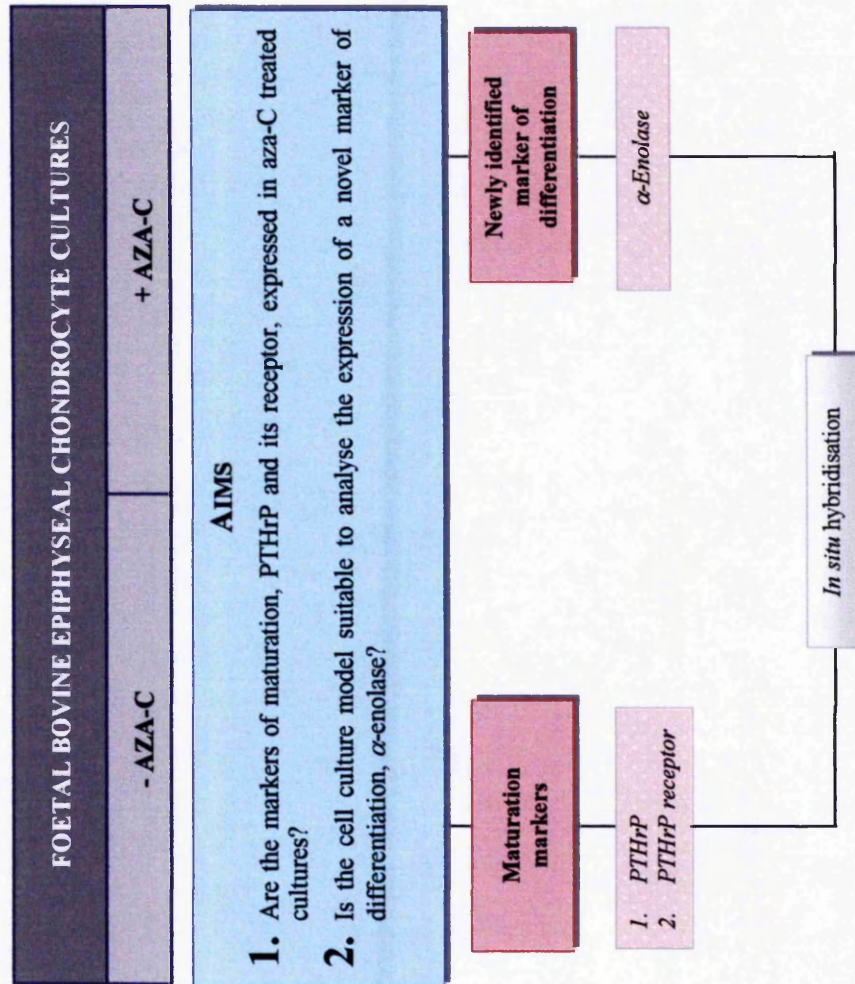 FOETAL BOVINE EPIPHYSEAL CHONDROCYTE CULTURES
- AZA-C
+ AZA-C
AIMS
1. Are the markers of maturation, PTHrP and its receptor, expressed in aza-C treated
cultures?
2. Is the cell culture model suitable to analyse the expression of a novel marker of
differentiation, α-enolase?
Maturation
markers
1. PTHrP
2. PTHrP receptor
Newly identified
marker of
differentiation
α-Enolase
In situ hybridisation